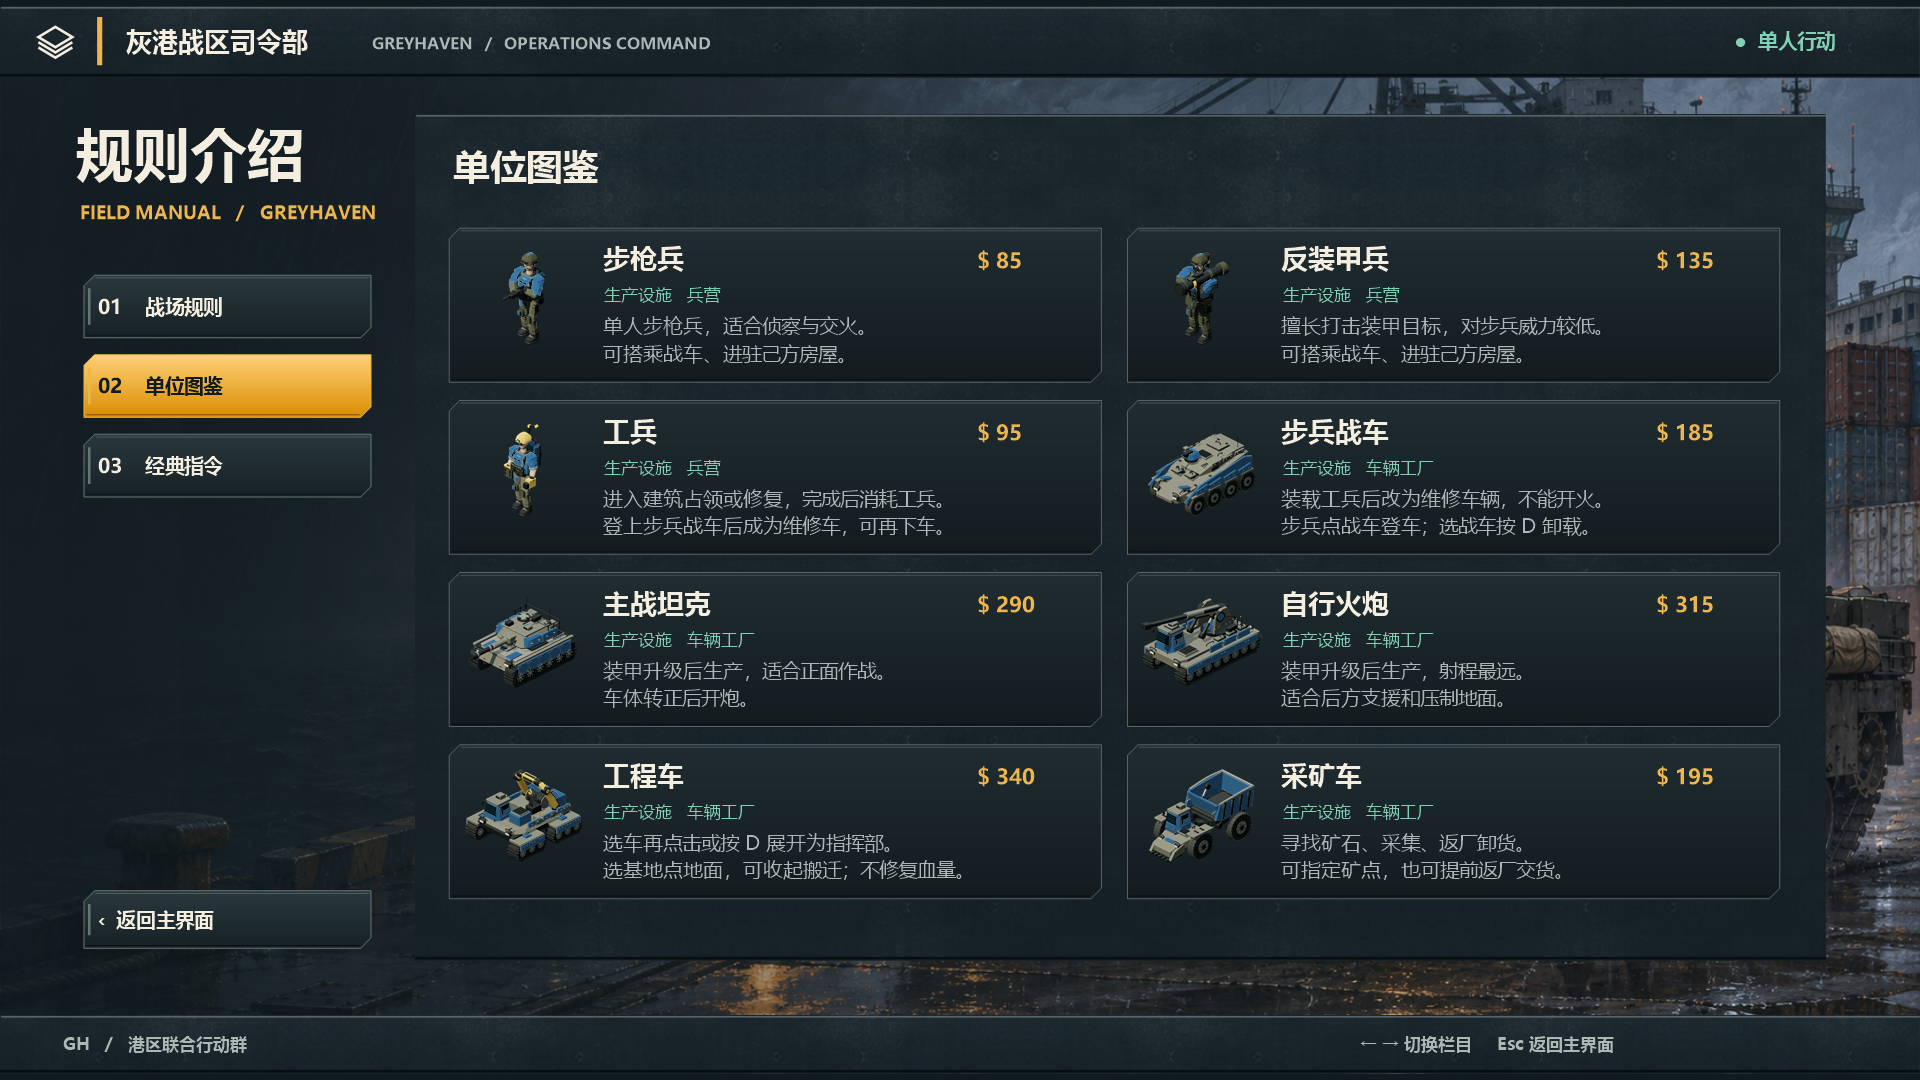 灰港战区司令部
GREYHAVEN / OPERATIONS COMMAND
单人行动
规则介绍
FIELD MANUAL / GREYHAVEN
01 战场规则
02 单位图鉴
03 经典指令
‹ 返回主界面
单位图鉴
步枪兵 $ 85
生产设施 兵营
单人步枪兵，适合侦察与交火。
可搭乘战车、进驻己方房屋。
反装甲兵 $ 135
生产设施 兵营
擅长打击装甲目标，对步兵威力较低。
可搭乘战车、进驻己方房屋。
工兵 $ 95
生产设施 兵营
进入建筑占领或修复，完成后消耗工兵。
登上步兵战车后成为维修车，可再下车。
步兵战车 $ 185
生产设施 车辆工厂
装载工兵后改为维修车辆，不能开火。
步兵点战车登车；选战车按 D 卸载。
主战坦克 $ 290
生产设施 车辆工厂
装甲升级后生产，适合正面作战。
车体转正后开炮。
自行火炮 $ 315
生产设施 车辆工厂
装甲升级后生产，射程最远。
适合后方支援和压制地面。
工程车 $ 340
生产设施 车辆工厂
选车再点击或按 D 展开为指挥部。
选基地点地面，可收起搬迁；不修复血量。
采矿车 $ 195
生产设施 车辆工厂
寻找矿石、采集、返厂卸货。
可指定矿点，也可提前返厂交货。
GH / 港区联合行动群
←→ 切换栏目 Esc 返回主界面